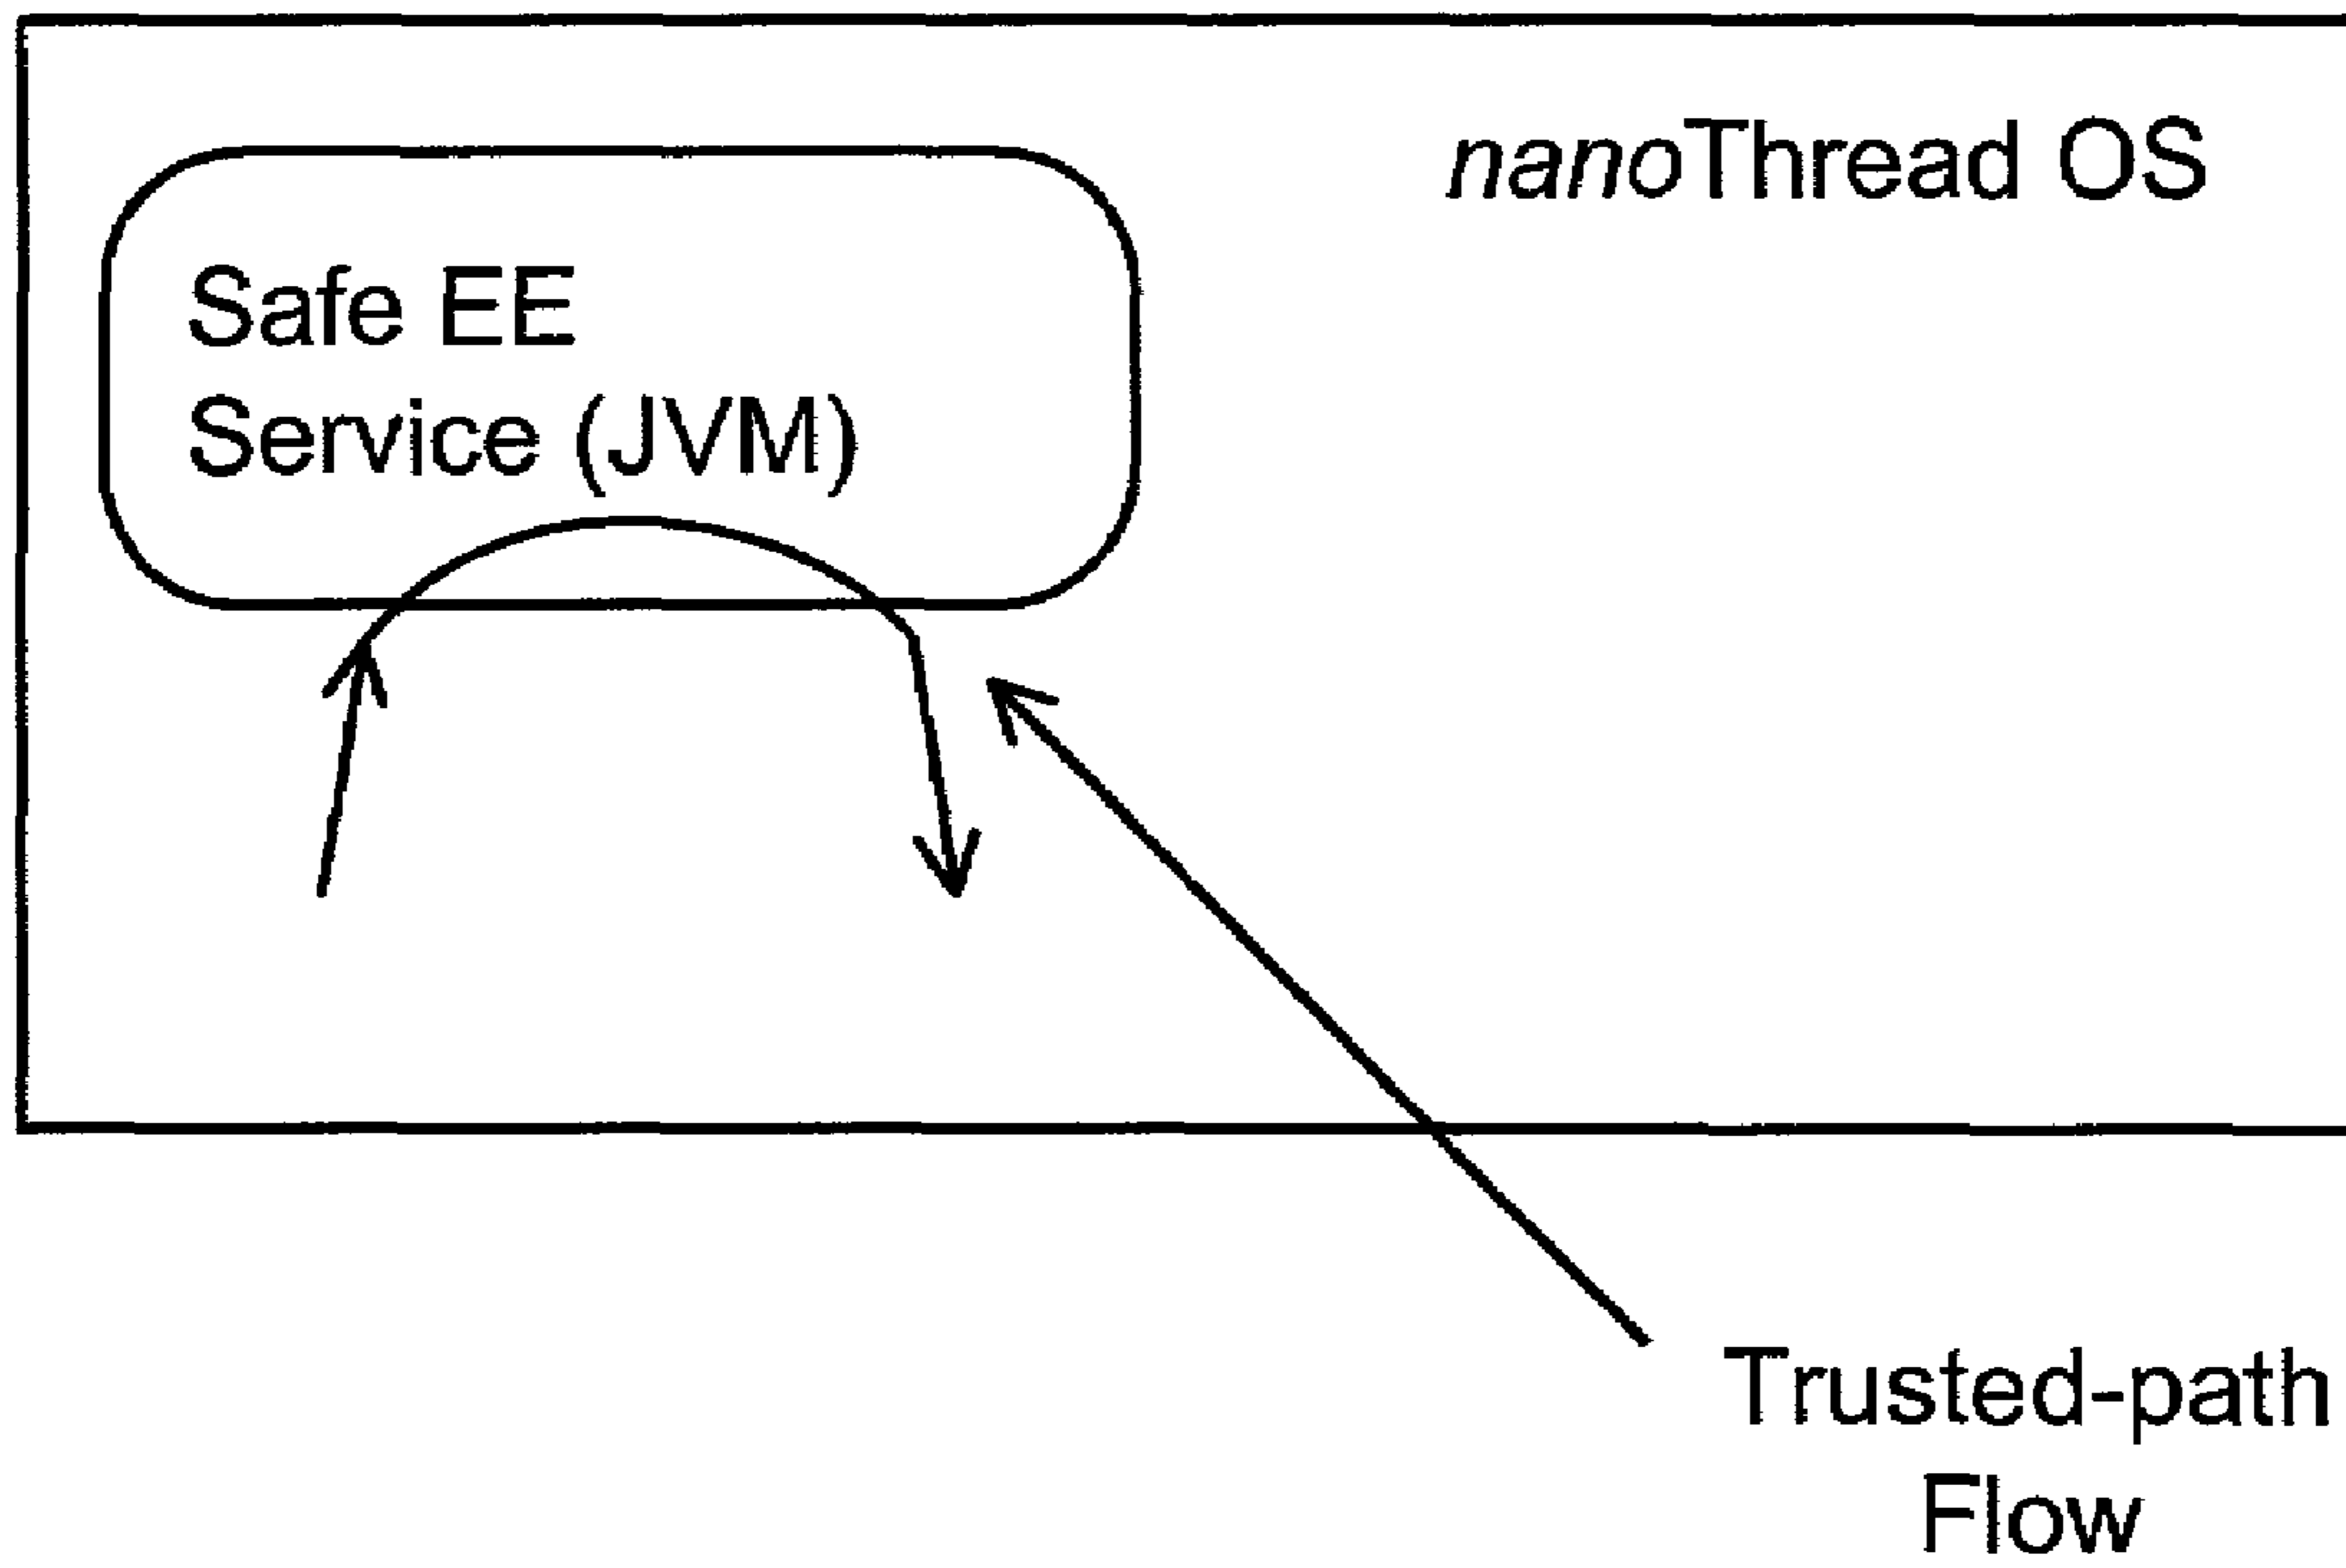 nanoThread OS
Safe EE
Service (JVM)
Trusted-path
Flow